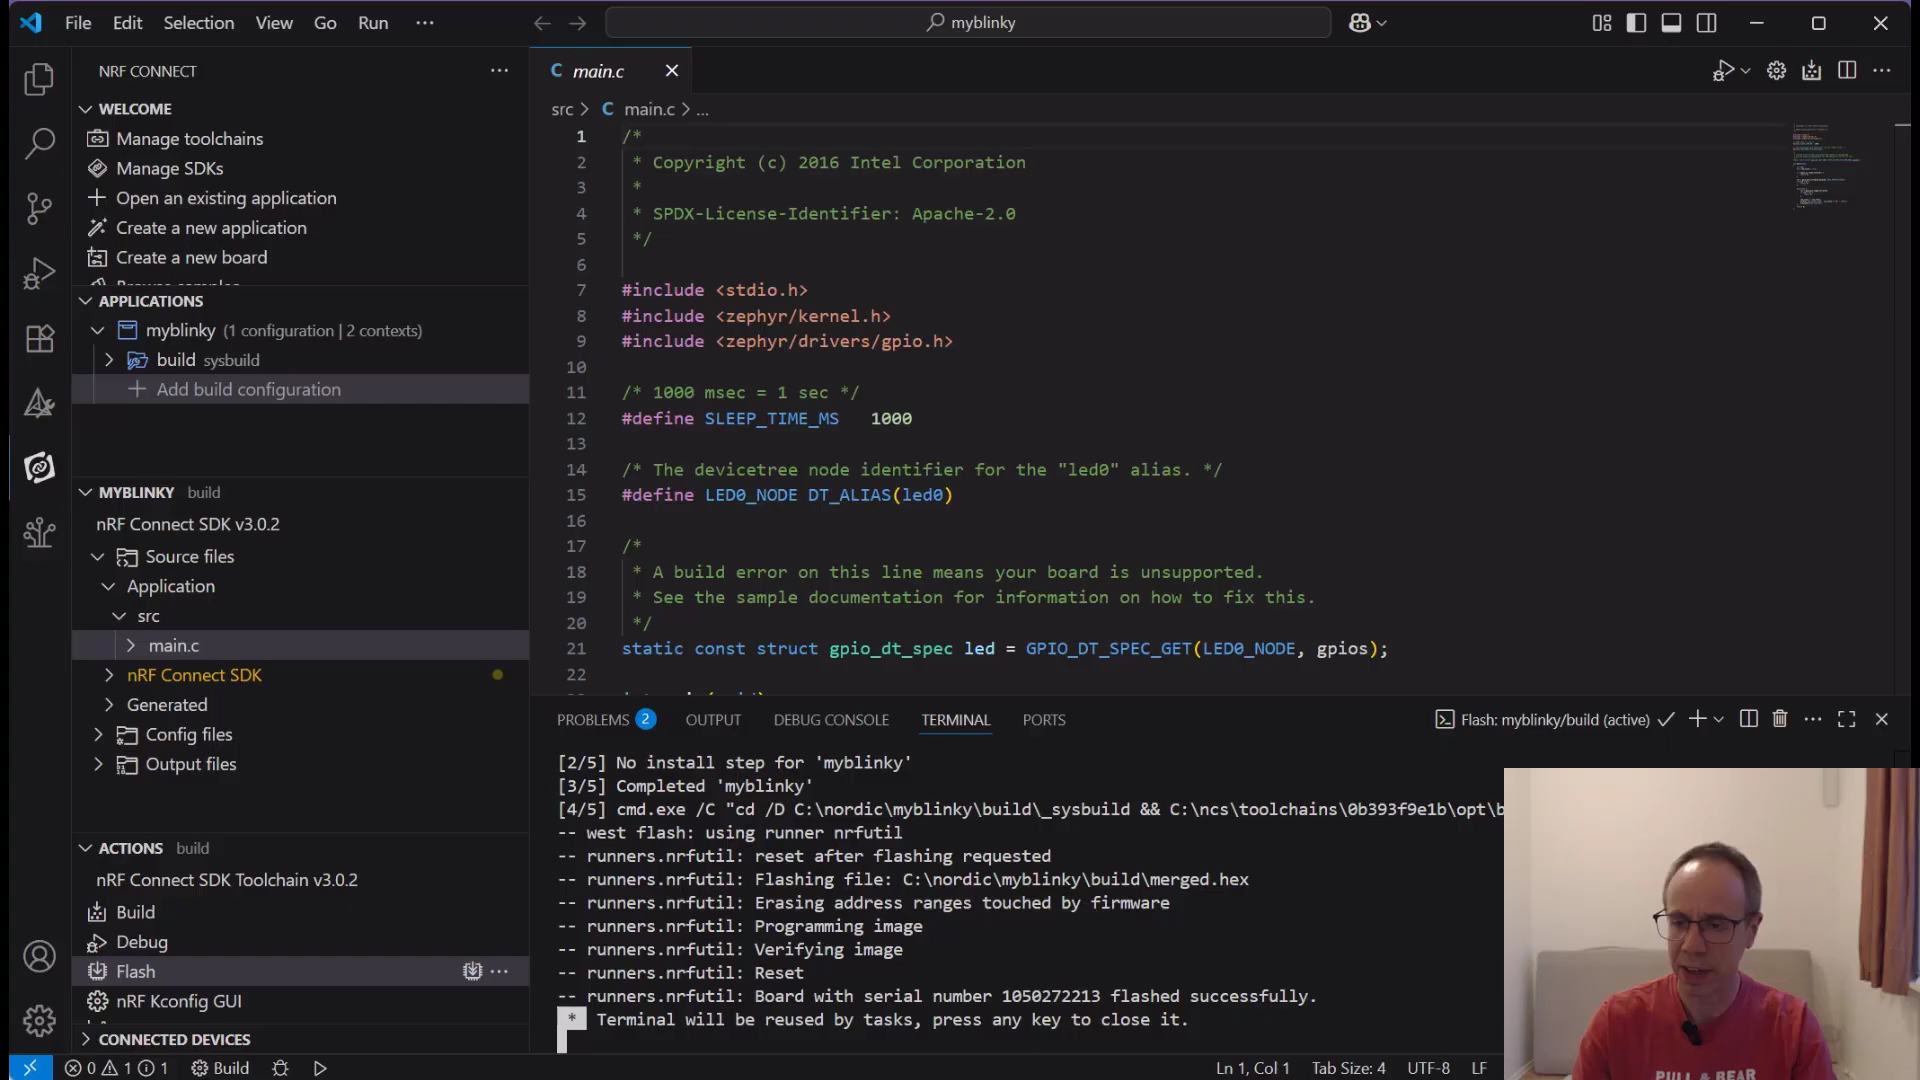 File Edit Selection View Go Run ···
myblinky
NRF CONNECT
WELCOME
Manage toolchains
Manage SDKs
Open an existing application
Create a new application
Create a new board
APPLICATIONS
myblinky (1 configuration | 2 contexts)
build sysbuild
Add build configuration
MYBLINKY build
nRF Connect SDK v3.0.2
Source files
Application
src
main.c
nRF Connect SDK
Generated
Config files
Output files
ACTIONS build
nRF Connect SDK Toolchain v3.0.2
Build
Debug
Flash
nRF Kconfig GUI
CONNECTED DEVICES
C main.c
src > C main.c > ...
1 /*
2 * Copyright (c) 2016 Intel Corporation
3 *
4 * SPDX-License-Identifier: Apache-2.0
5 */
6
7 #include <stdio.h>
8 #include <zephyr/kernel.h>
9 #include <zephyr/drivers/gpio.h>
10
11 /* 1000 msec = 1 sec */
12 #define SLEEP_TIME_MS 1000
13
14 /* The devicetree node identifier for the "led0" alias. */
15 #define LED0_NODE DT_ALIAS(led0)
16
17 /*
18 * A build error on this line means your board is unsupported.
19 * See the sample documentation for information on how to fix this.
20 */
21 static const struct gpio_dt_spec led = GPIO_DT_SPEC_GET(LED0_NODE, gpios);
22
PROBLEMS 2 OUTPUT DEBUG CONSOLE TERMINAL PORTS
Flash: myblinky/build (active)
[2/5] No install step for 'myblinky'
[3/5] Completed 'myblinky'
[4/5] cmd.exe /C "cd /D C:\nordic\myblinky\build\_sysbuild && C:\ncs\toolchains\0b393f9e1b\opt\b
-- west flash: using runner nrfutil
-- runners.nrfutil: reset after flashing requested
-- runners.nrfutil: Flashing file: C:\nordic\myblinky\build\merged.hex
-- runners.nrfutil: Erasing address ranges touched by firmware
-- runners.nrfutil: Programming image
-- runners.nrfutil: Verifying image
-- runners.nrfutil: Reset
-- runners.nrfutil: Board with serial number 1050272213 flashed successfully.
* Terminal will be reused by tasks, press any key to close it.
PULL & BEAR
0 1 1 Build
Ln 1, Col 1 Tab Size: 4 UTF-8 LF